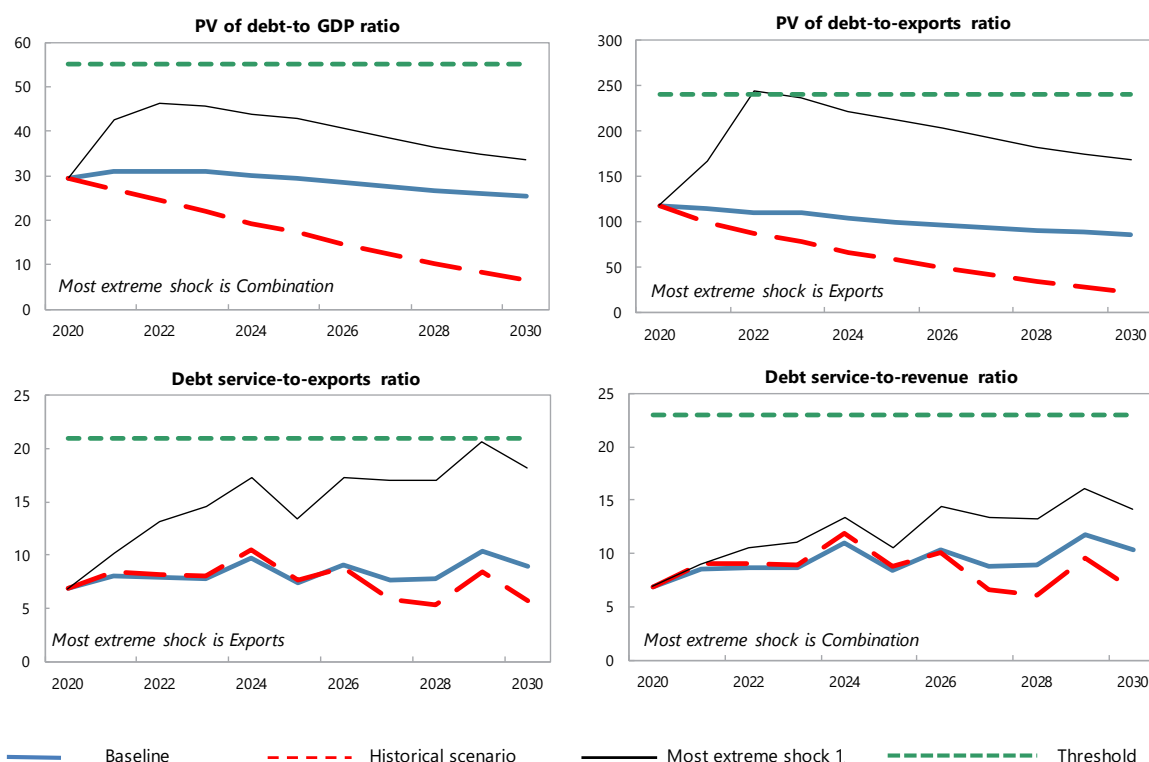 PV of debt-to GDP ratio
60
50
40
30
20
10
0
Most extreme shock is Combination
2020 2022 2024 2026 2028 2030
PV of debt-to-exports ratio
300
250
200
150
100
50
0
Most extreme shock is Exports
2020 2022 2024 2026 2028 2030
Debt service-to-exports ratio
25
20
15
10
5
0
Most extreme shock is Exports
2020 2022 2024 2026 2028 2030
Debt service-to-revenue ratio
25
20
15
10
5
0
Most extreme shock is Combination
2020 2022 2024 2026 2028 2030
Baseline Historical scenario Most extreme shock 1 Threshold